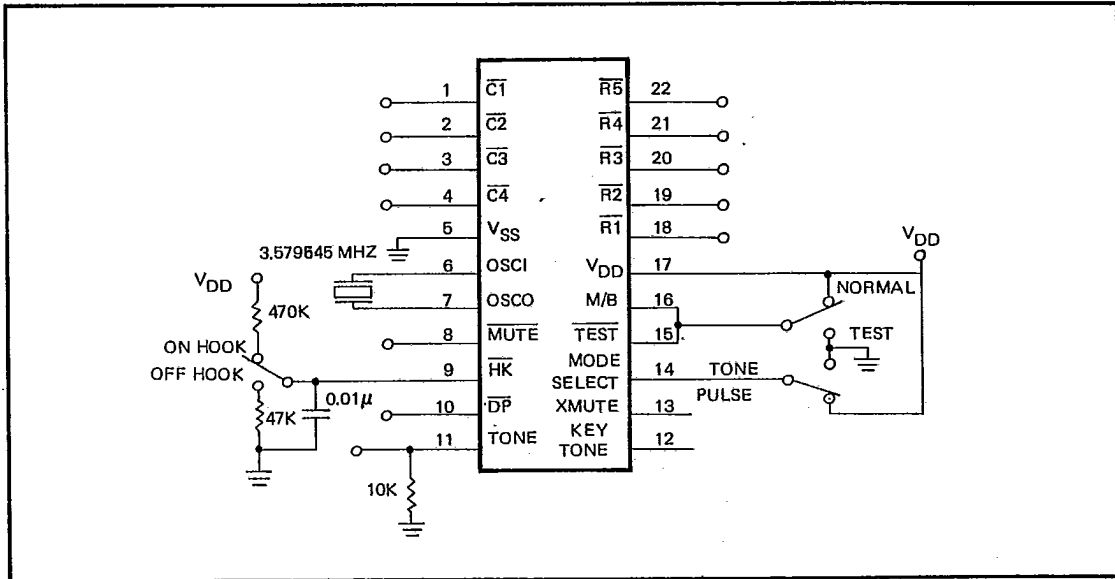 1 C1 R5 22
2 C2 R4 21
3 C3 R3 20
4 C4 R2 19
5 VSS R1 18
3.579545 MHZ
6 OSCI VDD 17
VDD
7 OSCO M/B 16
NORMAL
VDD
470K
8 MUTE TEST 15
TEST
ON HOOK
MODE
9 HK SELECT 14 TONE
OFF HOOK
PULSE
0.01μ
10 DP XMUTE 13
47K
11 TONE KEY
TONE 12
10K